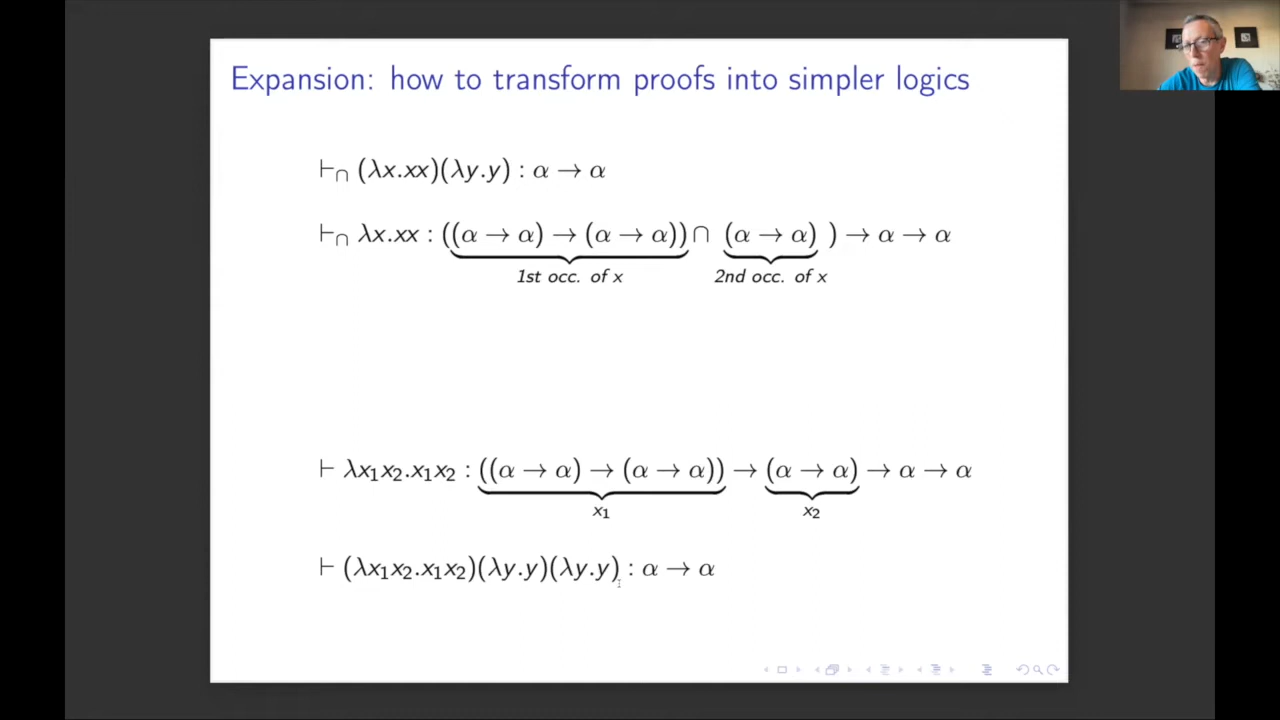 Expansion: how to transform proofs into simpler logics
⊢∩ (λx.xx)(λy.y) : α → α
⊢∩ λx.xx : ((α → α) → (α → α)) ∩ (α → α) ) → α → α
1st occ. of x 2nd occ. of x
⊢ λx₁x₂.x₁x₂ : ((α → α) → (α → α)) → (α → α) → α → α
x₁ x₂
⊢ (λx₁x₂.x₁x₂)(λy.y)(λy.y) : α → α